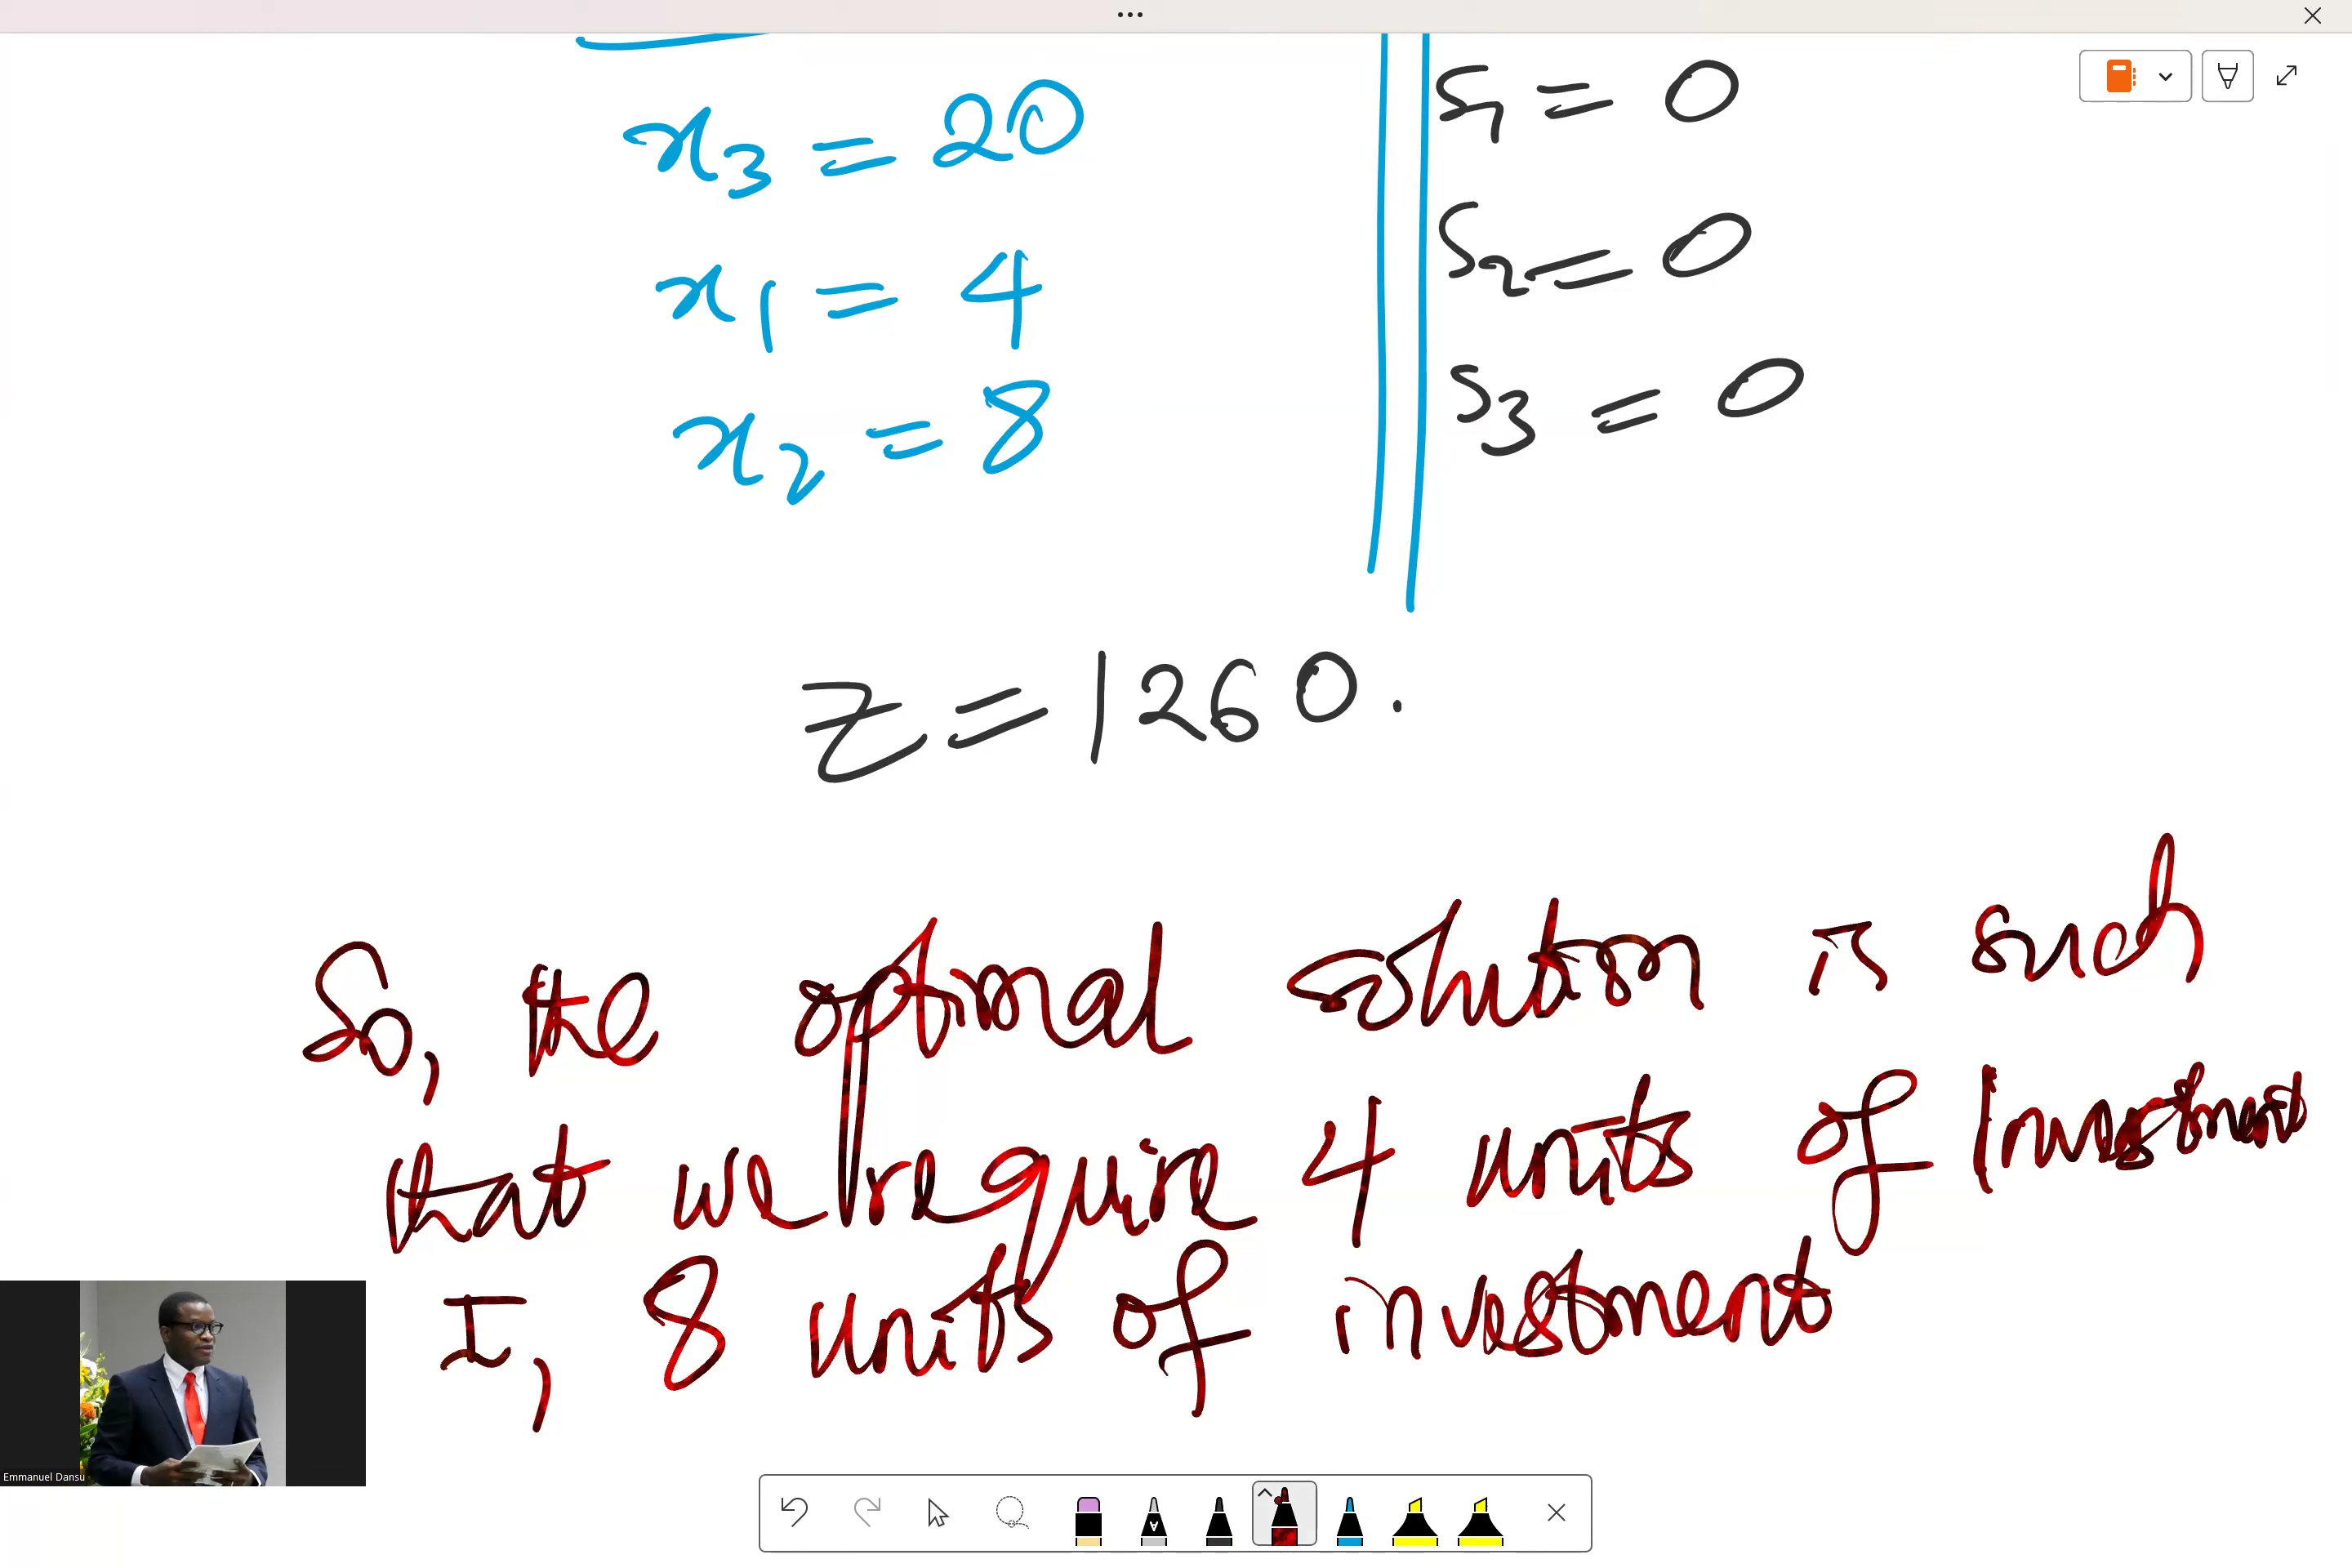 x₃ = 20
x₁ = 4
x₂ = 8
S₁ = 0
S₂ = 0
S₃ = 0
Z = 1260.
So, the optimal solution is such
that we require 4 units of investment
I, 8 units of investment
Emmanuel Dansu